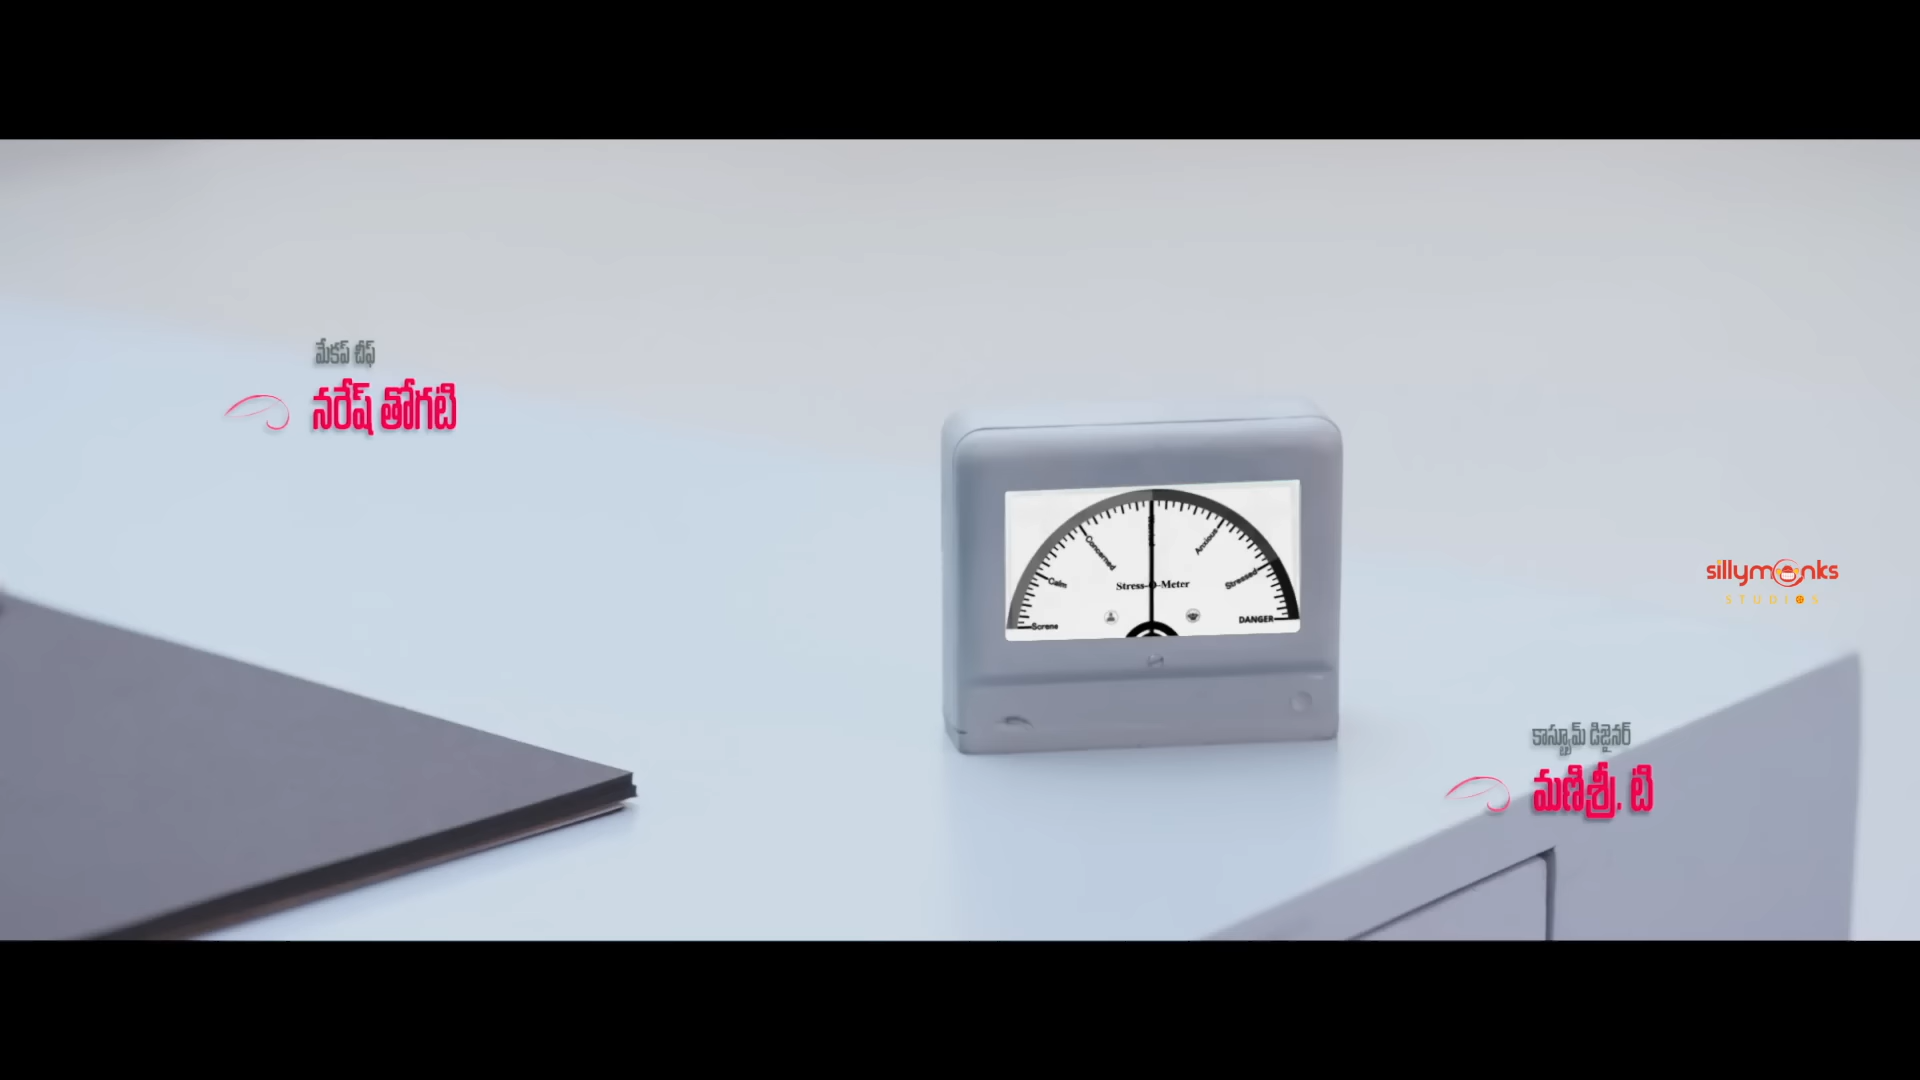 మేకప్ చీఫ్
నరేష్ తోగటి
Concerned
Anxious
Calm
Stressed
Stress-O-Meter
Serene
DANGER
sillymonks
STUDIOS
కాస్ట్యూమ్ డిజైనర్
మణిశ్రీ. టి